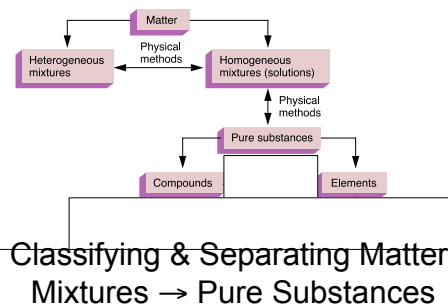 Matter
Physical
methods
Heterogeneous
mixtures
Homogeneous
mixtures (solutions)
Physical
methods
Pure substances
Compounds
Elements
Classifying & Separating Matter
Mixtures → Pure Substances